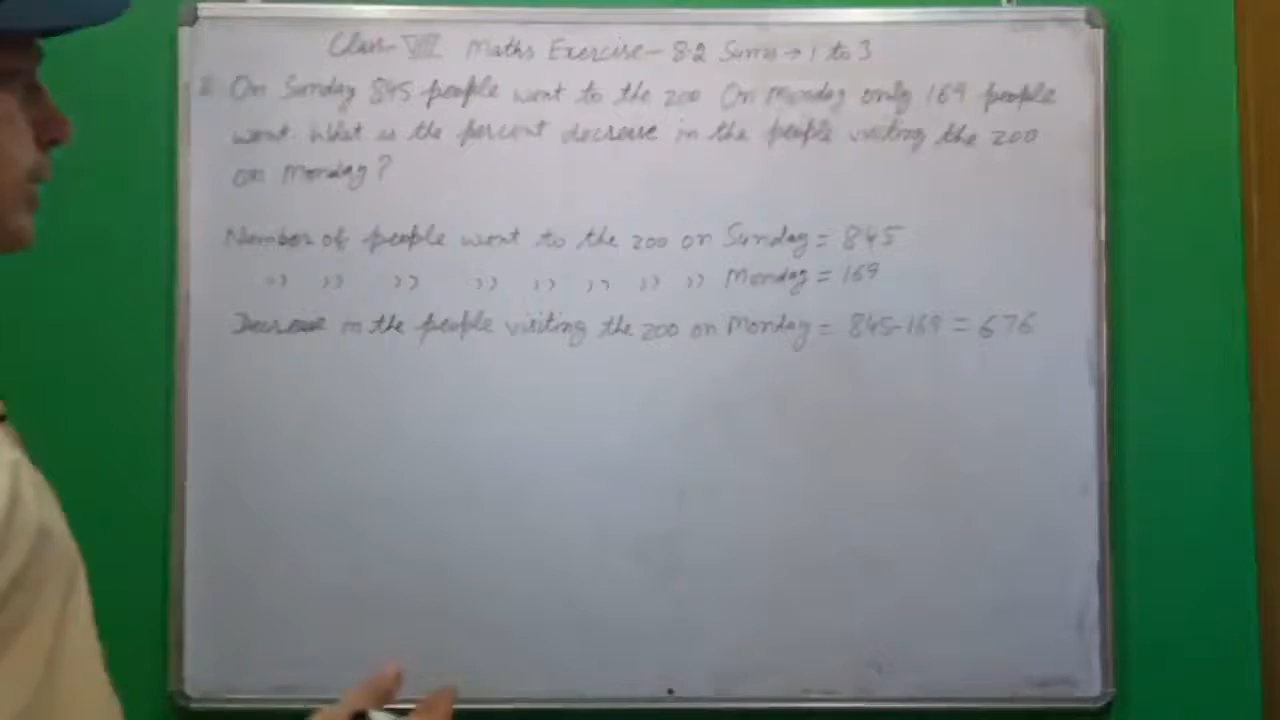 Class-VIII Maths Exercise-8.2 Sums→1 to 3
2 On Sunday 845 people went to the zoo On Monday only 169 people
went. What is the percent decrease in the people visiting the zoo
on Monday?
Number of people went to the zoo on Sunday = 845
,, ,, ,, ,, ,, ,, ,, ,, Monday = 169
Decrease in the people visiting the zoo on Monday = 845-169 = 676